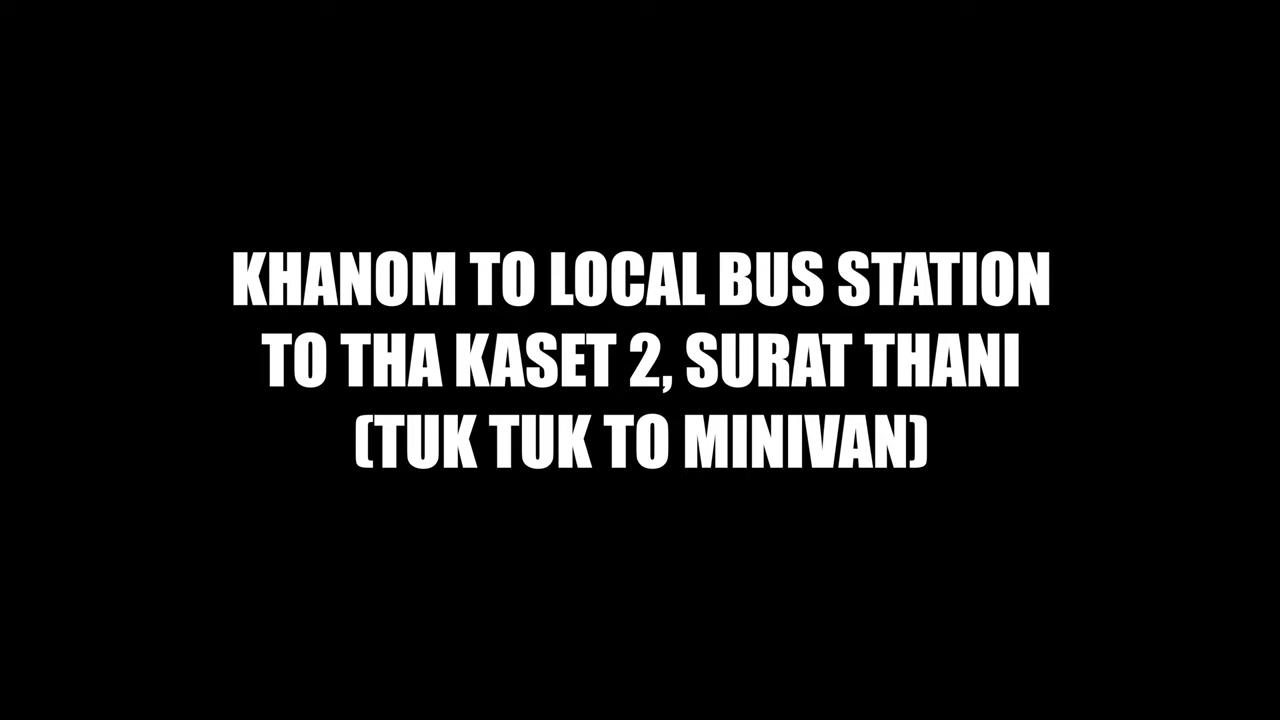 KHANOM TO LOCAL BUS STATION
TO THA KASET 2, SURAT THANI
(TUK TUK TO MINIVAN)